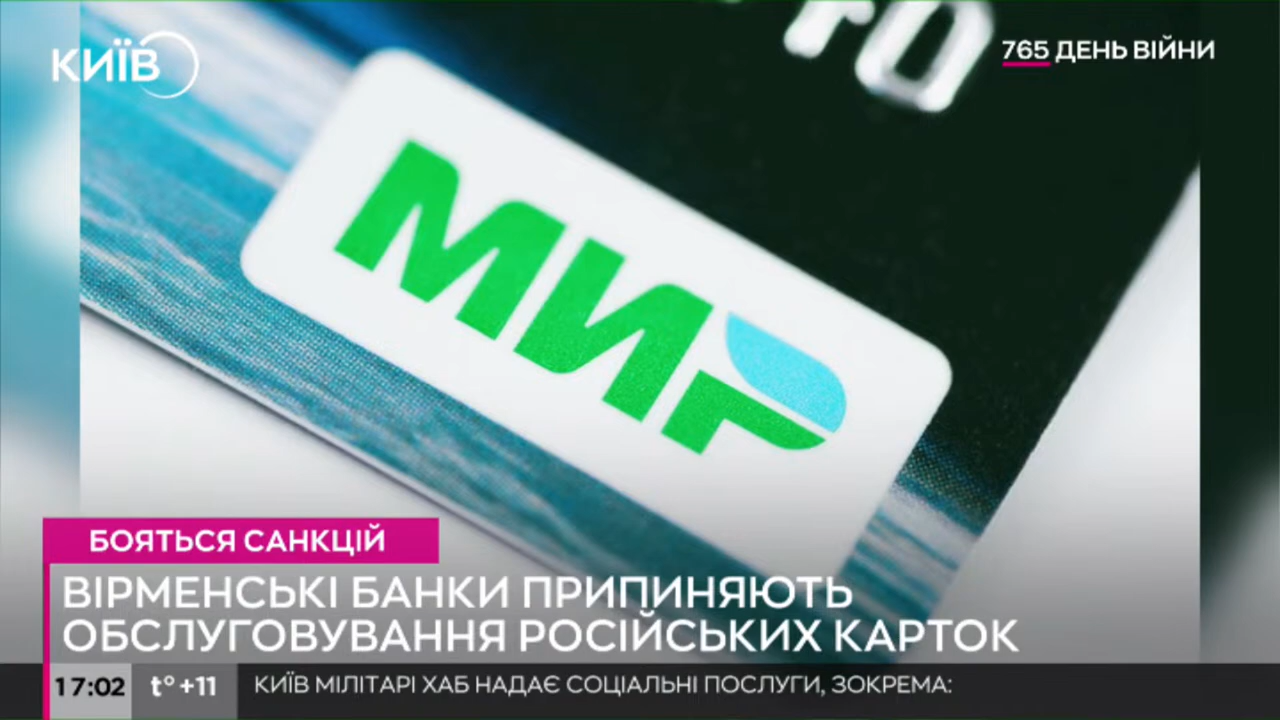 КИЇВ
765 ДЕНЬ ВІЙНИ
МИР
БОЯТЬСЯ САНКЦІЙ
ВІРМЕНСЬКІ БАНКИ ПРИПИНЯЮТЬ
ОБСЛУГОВУВАННЯ РОСІЙСЬКИХ КАРТОК
17:02 t° +11 КИЇВ МІЛІТАРІ ХАБ НАДАЄ СОЦІАЛЬНІ ПОСЛУГИ, ЗОКРЕМА: